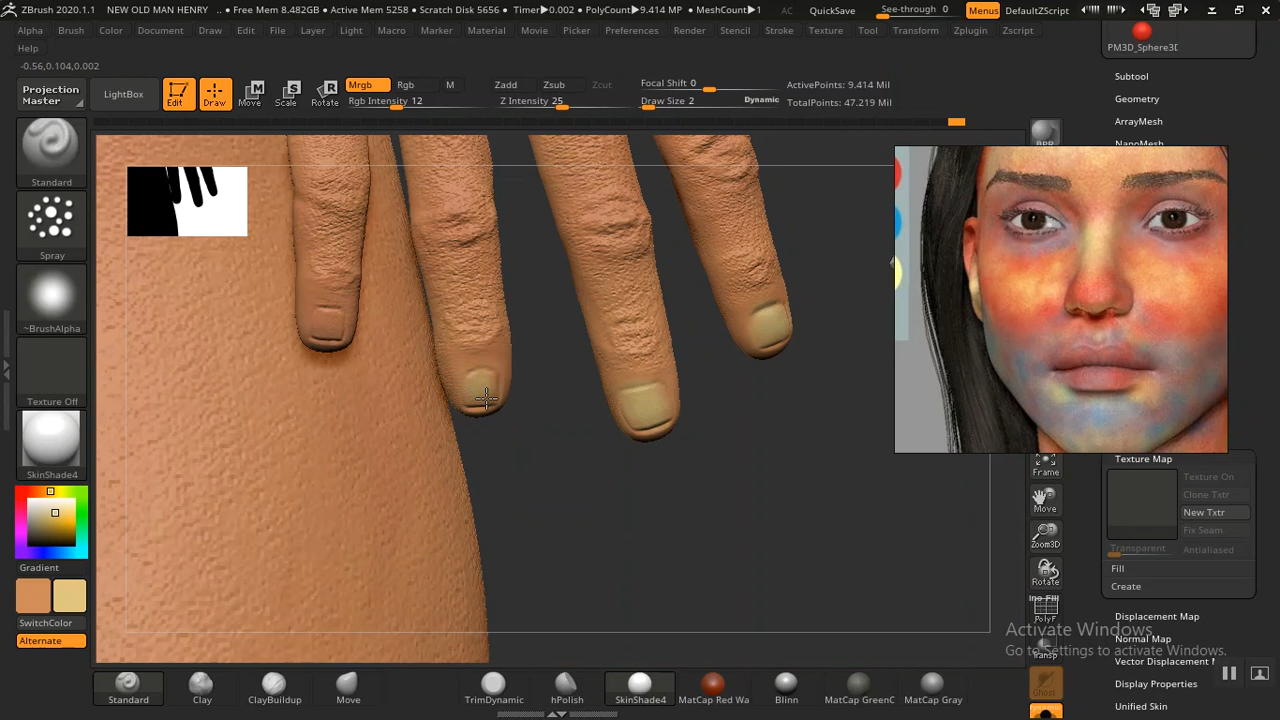 ZBrush 2020.1.1 NEW OLD MAN HENRY .. ● Free Mem 8.482GB ● Active Mem 5258 ● Scratch Disk 5656 ● Timer▶0.002 ● PolyCount▶9.414 MP ● MeshCount▶1 AC QuickSave See-through 0 Menus DefaultZScript
Alpha Brush Color Document Draw Edit File Layer Light Macro Marker Material Movie Picker Preferences Render Stencil Stroke Texture Tool Transform Zplugin Zscript
Help
-0.56,0.104,0.002
Projection Master
LightBox
Edit
Draw
Move
Scale
Rotate
Mrgb Rgb M
Rgb Intensity 12
Zadd Zsub Zcut
Z Intensity 25
Focal Shift 0
Draw Size 2 Dynamic
ActivePoints: 9.414 Mil
TotalPoints: 47.219 Mil
Standard
Spray
~BrushAlpha
Texture Off
SkinShade4
Gradient
SwitchColor
Alternate
PM3D_Sphere3D
Subtool
Geometry
ArrayMesh
NanoMesh
BPR
Frame
Move
Zoom3D
Rotate
PolyF
Transp
Ghost
Dynamic
Texture Map
Texture On
Clone Txtr
New Txtr
Fix Seam
Transparent Antialiased
Fill
Create
Displacement Map
Normal Map
Vector Displacement
Display Properties
Unified Skin
Activate Windows
Go to Settings to activate Windows.
Standard Clay ClayBuildup Move TrimDynamic hPolish SkinShade4 MatCap Red Wa Blinn MatCap GreenC MatCap Gray